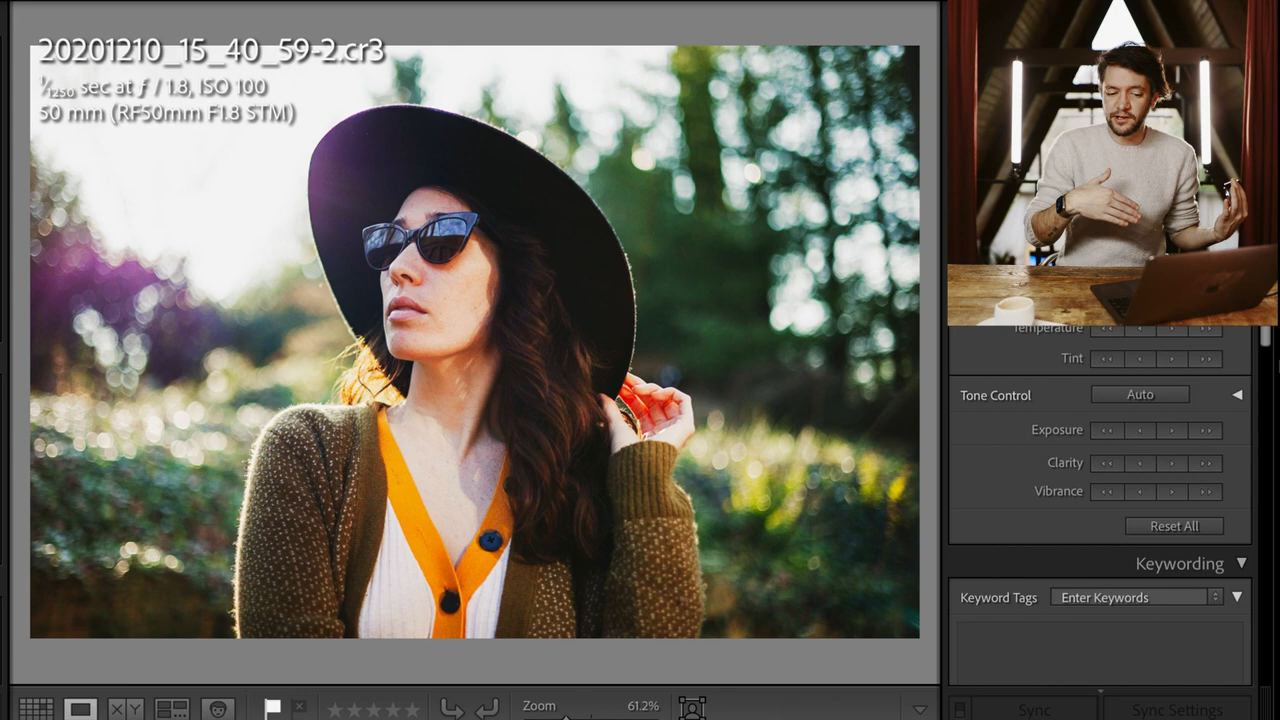 20201210_15_40_59-2.cr3
1/1250 sec at ƒ / 1.8, ISO 100
50 mm (RF50mm F1.8 STM)
Temperature
Tint
Tone Control
Auto
Exposure
Clarity
Vibrance
Reset All
Keywording
Keyword Tags
Enter Keywords
X Y
Zoom
61.2%
Sync
Sync Settings